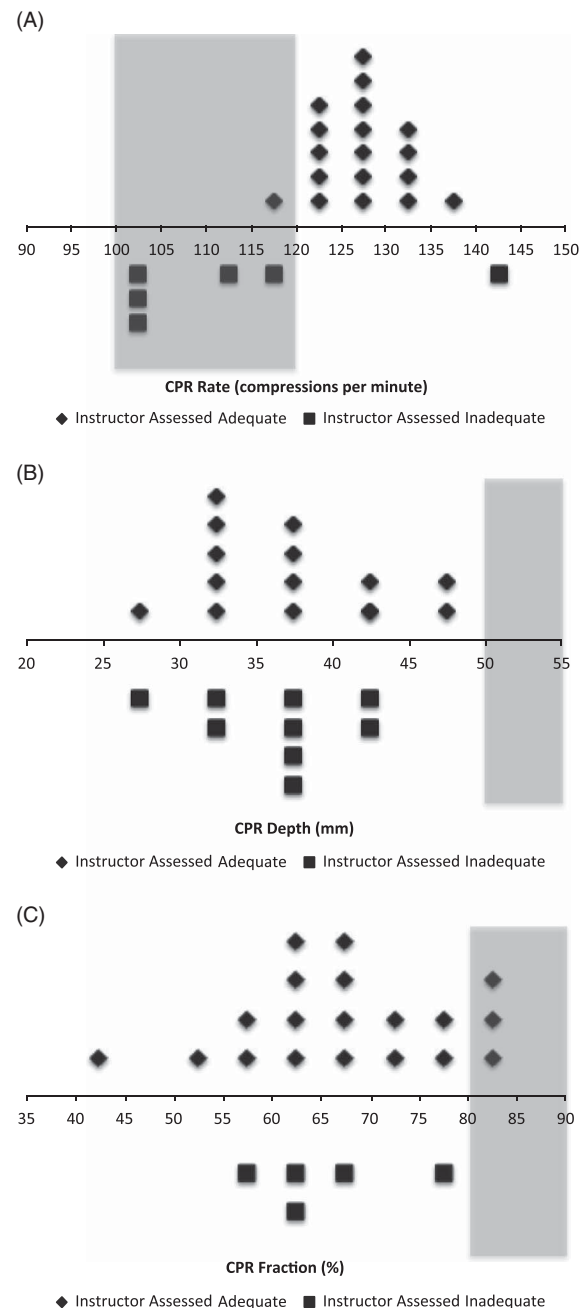 (A)
90 95 100 105 110 115 120 125 130 135 140 145 150
CPR Rate (compressions per minute)
Instructor Assessed Adequate Instructor Assessed Inadequate
(B)
20 25 30 35 40 45 50 55
CPR Depth (mm)
Instructor Assessed Adequate Instructor Assessed Inadequate
(C)
35 40 45 50 55 60 65 70 75 80 85 90
CPR Fraction (%)
Instructor Assessed Adequate Instructor Assessed Inadequate